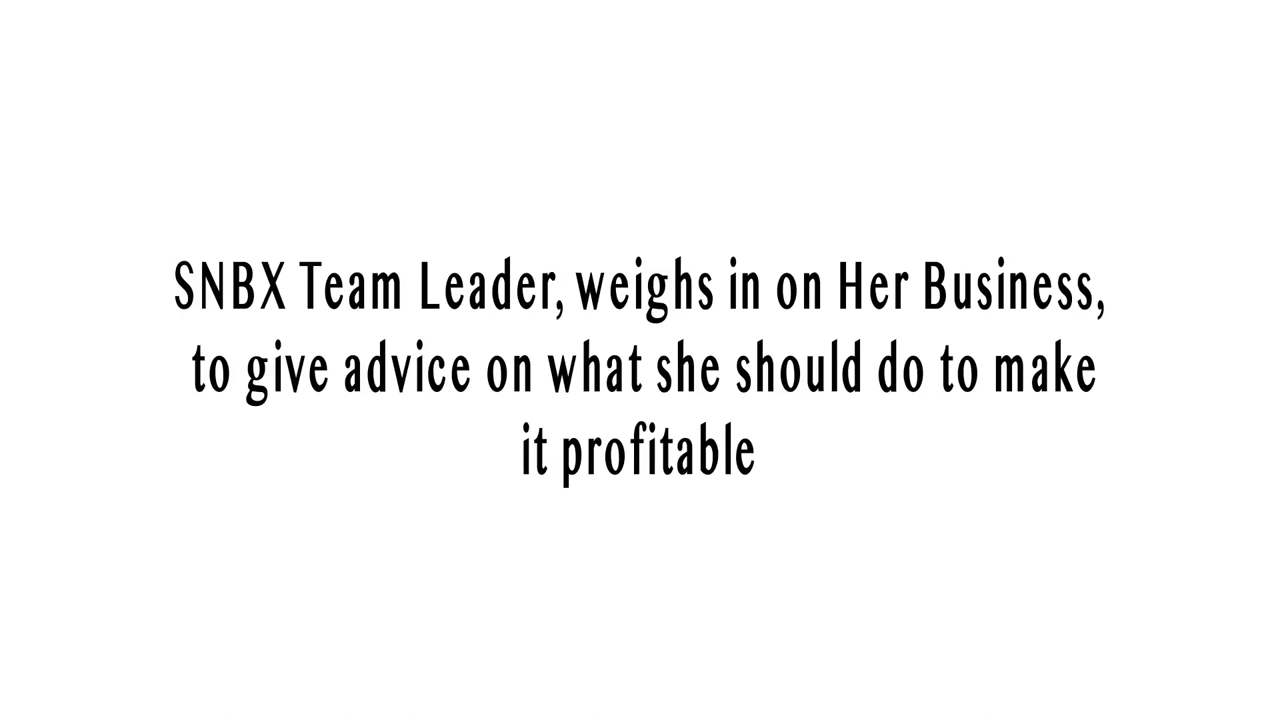 SNBX Team Leader, weighs in on Her Business,
to give advice on what she should do to make
it profitable